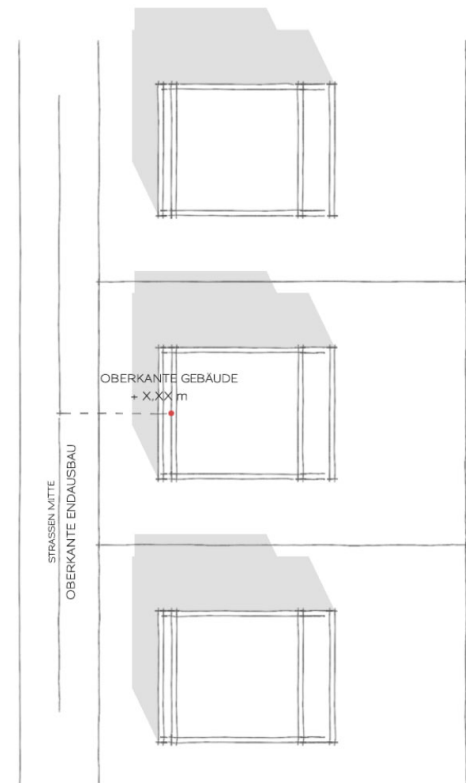 OBERKANTE GEBÄUDE
+ X,XX m
STRASSEN MITTE
OBERKANTE ENDAUSBAU